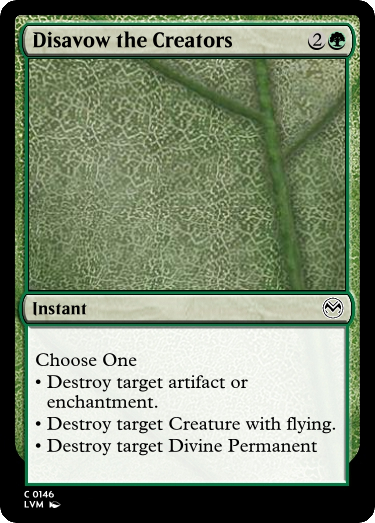 Disavow the Creators 2
Instant
Choose One
• Destroy target artifact or
enchantment.
• Destroy target Creature with flying.
• Destroy target Divine Permanent
C 0146
LVM